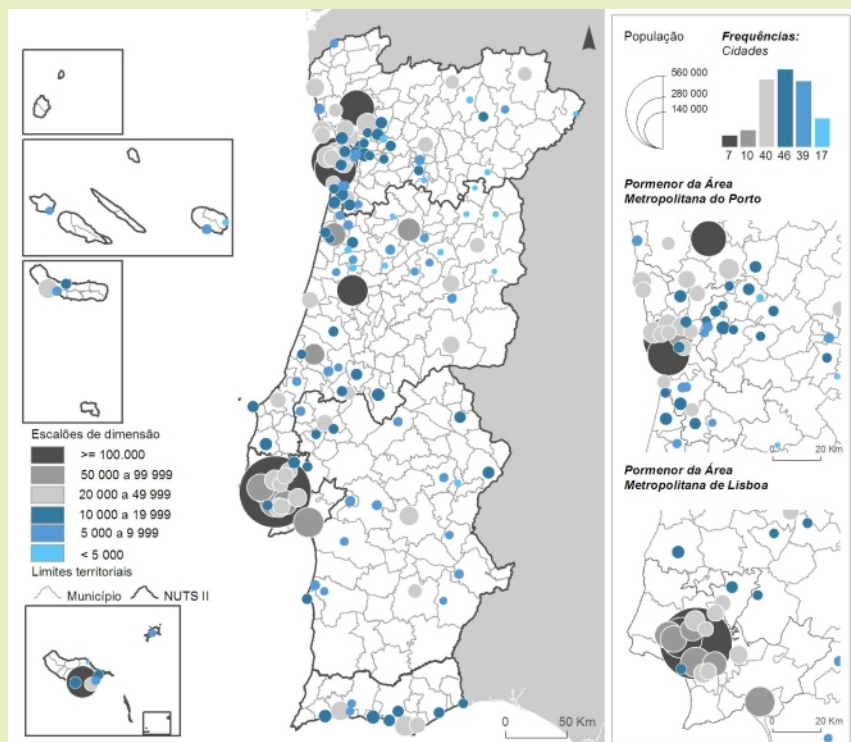 População
Frequências:
Cidades
560 000
280 000
140 000
7 10 40 46 39 17
Pormenor da Área
Metropolitana do Porto
0 20 Km
Pormenor da Área
Metropolitana de Lisboa
0 20 Km
Escalões de dimensão
>= 100.000
50 000 a 99 999
20 000 a 49 999
10 000 a 19 999
5 000 a 9 999
< 5 000
Limites territoriais
Município NUTS II
0 50 Km